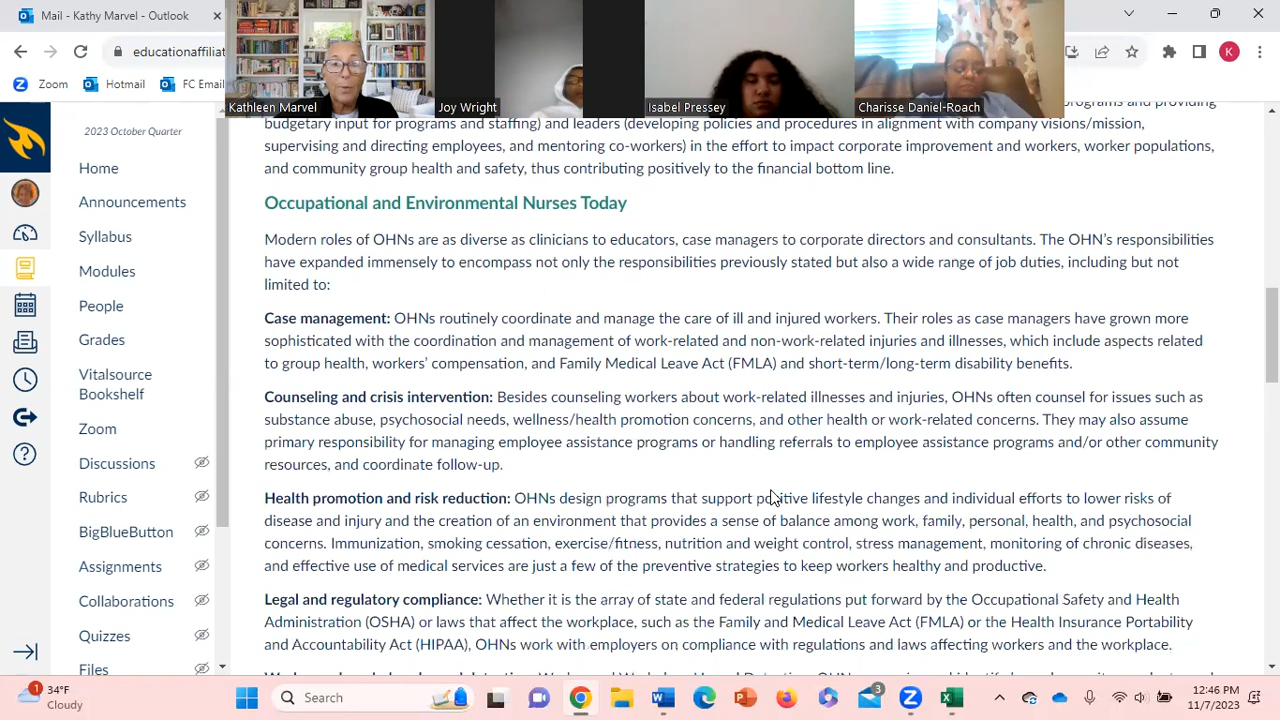 Mail - Kathy Marvel - Outlook
educationaffiliat
K
Zoom
Hotmail
FC Email
Kathleen Marvel
Joy Wright
Isabel Pressey
Charisse Daniel-Roach
2023 October Quarter
Home
Announcements
Syllabus
Modules
People
Grades
Vitalsource
Bookshelf
Zoom
Discussions
Rubrics
BigBlueButton
Assignments
Collaborations
Quizzes
Files
programs and providing
budgetary input for programs and staffing) and leaders (developing policies and procedures in alignment with company visions/mission,
supervising and directing employees, and mentoring co-workers) in the effort to impact corporate improvement and workers, worker populations,
and community group health and safety, thus contributing positively to the financial bottom line.
Occupational and Environmental Nurses Today
Modern roles of OHNs are as diverse as clinicians to educators, case managers to corporate directors and consultants. The OHN's responsibilities
have expanded immensely to encompass not only the responsibilities previously stated but also a wide range of job duties, including but not
limited to:
Case management: OHNs routinely coordinate and manage the care of ill and injured workers. Their roles as case managers have grown more
sophisticated with the coordination and management of work-related and non-work-related injuries and illnesses, which include aspects related
to group health, workers' compensation, and Family Medical Leave Act (FMLA) and short-term/long-term disability benefits.
Counseling and crisis intervention: Besides counseling workers about work-related illnesses and injuries, OHNs often counsel for issues such as
substance abuse, psychosocial needs, wellness/health promotion concerns, and other health or work-related concerns. They may also assume
primary responsibility for managing employee assistance programs or handling referrals to employee assistance programs and/or other community
resources, and coordinate follow-up.
Health promotion and risk reduction: OHNs design programs that support positive lifestyle changes and individual efforts to lower risks of
disease and injury and the creation of an environment that provides a sense of balance among work, family, personal, health, and psychosocial
concerns. Immunization, smoking cessation, exercise/fitness, nutrition and weight control, stress management, monitoring of chronic diseases,
and effective use of medical services are just a few of the preventive strategies to keep workers healthy and productive.
Legal and regulatory compliance: Whether it is the array of state and federal regulations put forward by the Occupational Safety and Health
Administration (OSHA) or laws that affect the workplace, such as the Family and Medical Leave Act (FMLA) or the Health Insurance Portability
and Accountability Act (HIPAA), OHNs work with employers on compliance with regulations and laws affecting workers and the workplace.
1
34°F
Cloudy
Search
3
12:46 PM
11/7/2023